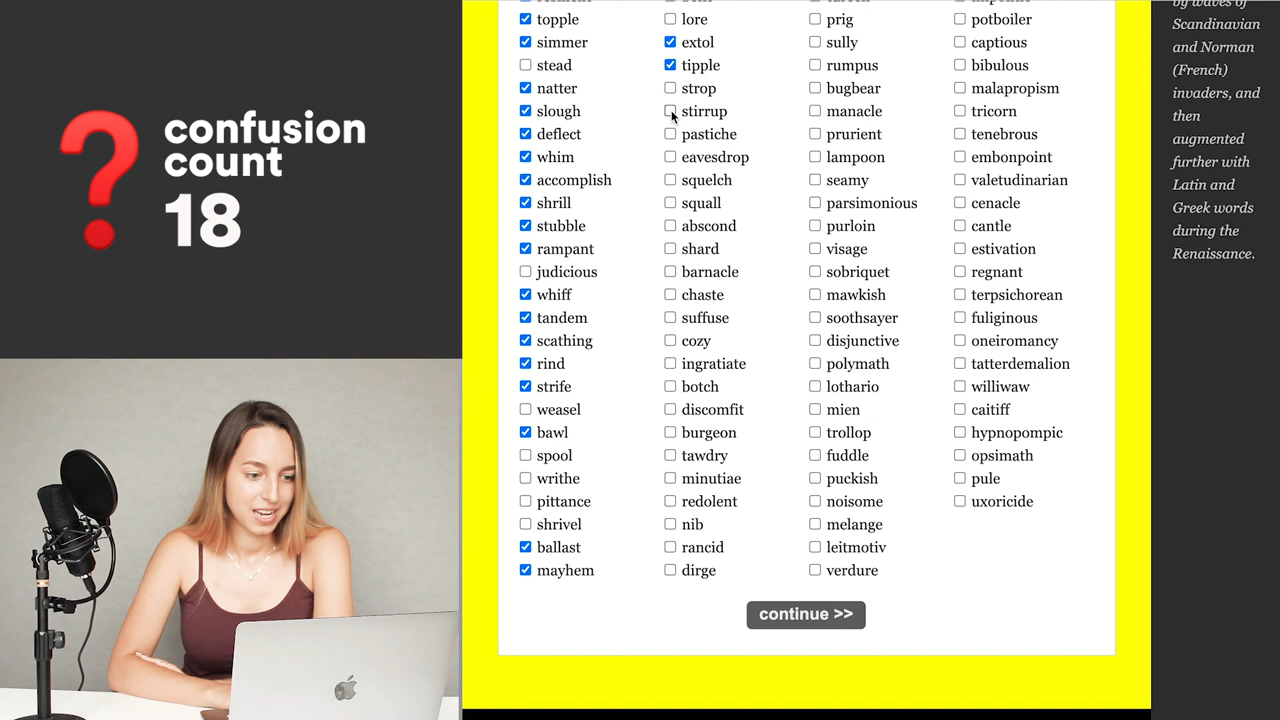 confusion
count
18
topple
simmer
stead
natter
slough
deflect
whim
accomplish
shrill
stubble
rampant
judicious
whiff
tandem
scathing
rind
strife
weasel
bawl
spool
writhe
pittance
shrivel
ballast
mayhem
lore
extol
tipple
strop
stirrup
pastiche
eavesdrop
squelch
squall
abscond
shard
barnacle
chaste
suffuse
cozy
ingratiate
botch
discomfit
burgeon
tawdry
minutiae
redolent
nib
rancid
dirge
prig
sully
rumpus
bugbear
manacle
prurient
lampoon
seamy
parsimonious
purloin
visage
sobriquet
mawkish
soothsayer
disjunctive
polymath
lothario
mien
trollop
fuddle
puckish
noisome
melange
leitmotiv
verdure
potboiler
captious
bibulous
malapropism
tricorn
tenebrous
embonpoint
valetudinarian
cenacle
cantle
estivation
regnant
terpsichorean
fuliginous
oneiromancy
tatterdemalion
williwaw
caitiff
hypnopompic
opsimath
pule
uxoricide
continue >>
by waves of
Scandinavian
and Norman
(French)
invaders, and
then
augmented
further with
Latin and
Greek words
during the
Renaissance.